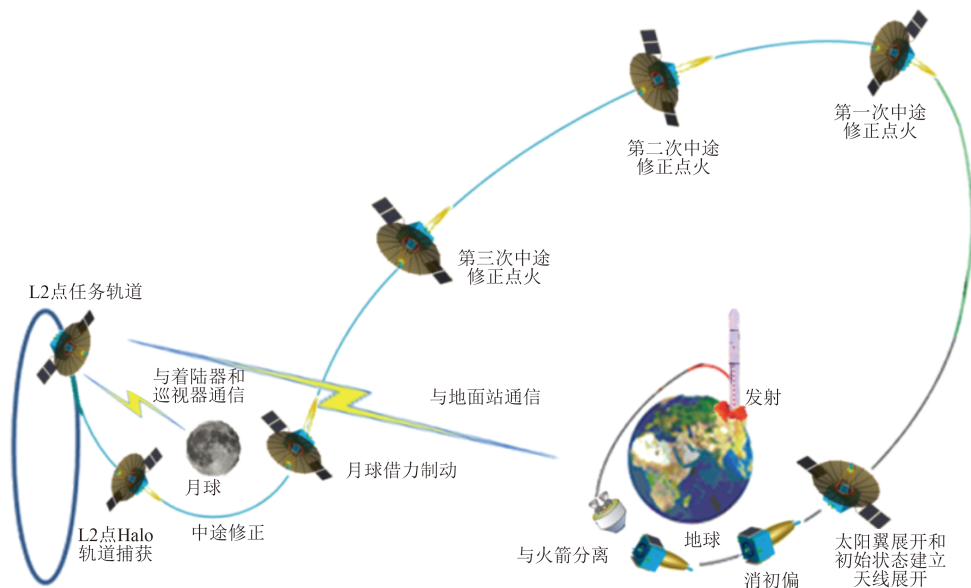 第一次中途
修正点火
第二次中途
修正点火
第三次中途
修正点火
L2点任务轨道
与着陆器和
巡视器通信
与地面站通信
发射
月球借力制动
月球
中途修正
L2点Halo
轨道捕获
与火箭分离
地球
消初偏
太阳翼展开和
初始状态建立
天线展开